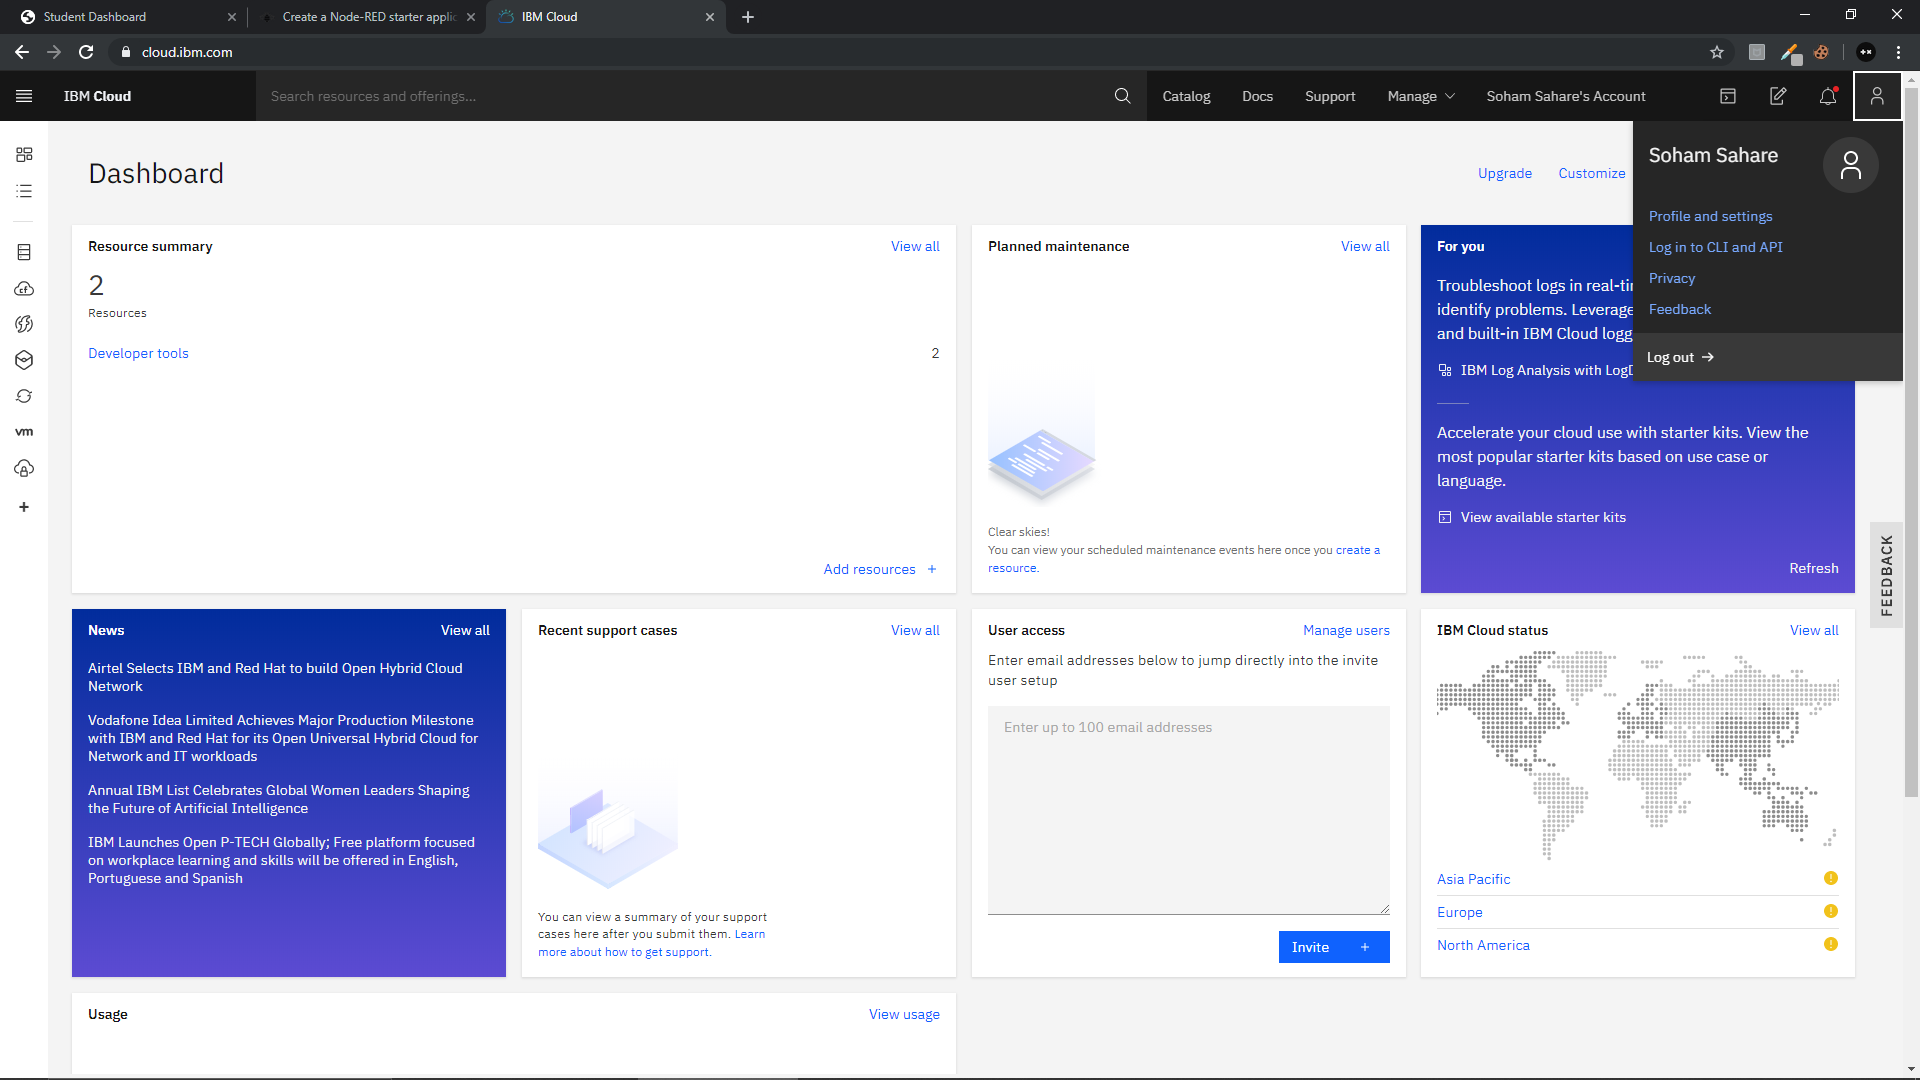 Student Dashboard
Create a Node-RED starter applic
IBM Cloud
cloud.ibm.com
IBM Cloud
Search resources and offerings...
Catalog
Docs
Support
Manage
Soham Sahare's Account
Soham Sahare
Profile and settings
Log in to CLI and API
Privacy
Feedback
Log out
Dashboard
Upgrade
Customize
cf
vm
Resource summary
View all
2
Resources
Developer tools
2
Add resources +
Planned maintenance
View all
Clear skies!
You can view your scheduled maintenance events here once you create a
resource.
For you
Troubleshoot logs in real-ti
identify problems. Leverage
and built-in IBM Cloud logg
IBM Log Analysis with LogD
Accelerate your cloud use with starter kits. View the
most popular starter kits based on use case or
language.
View available starter kits
Refresh
FEEDBACK
News
View all
Airtel Selects IBM and Red Hat to build Open Hybrid Cloud
Network
Vodafone Idea Limited Achieves Major Production Milestone
with IBM and Red Hat for its Open Universal Hybrid Cloud for
Network and IT workloads
Annual IBM List Celebrates Global Women Leaders Shaping
the Future of Artificial Intelligence
IBM Launches Open P-TECH Globally; Free platform focused
on workplace learning and skills will be offered in English,
Portuguese and Spanish
Recent support cases
View all
You can view a summary of your support
cases here after you submit them. Learn
more about how to get support.
User access
Manage users
Enter email addresses below to jump directly into the invite
user setup
Enter up to 100 email addresses
Invite +
IBM Cloud status
View all
Asia Pacific
Europe
North America
Usage
View usage